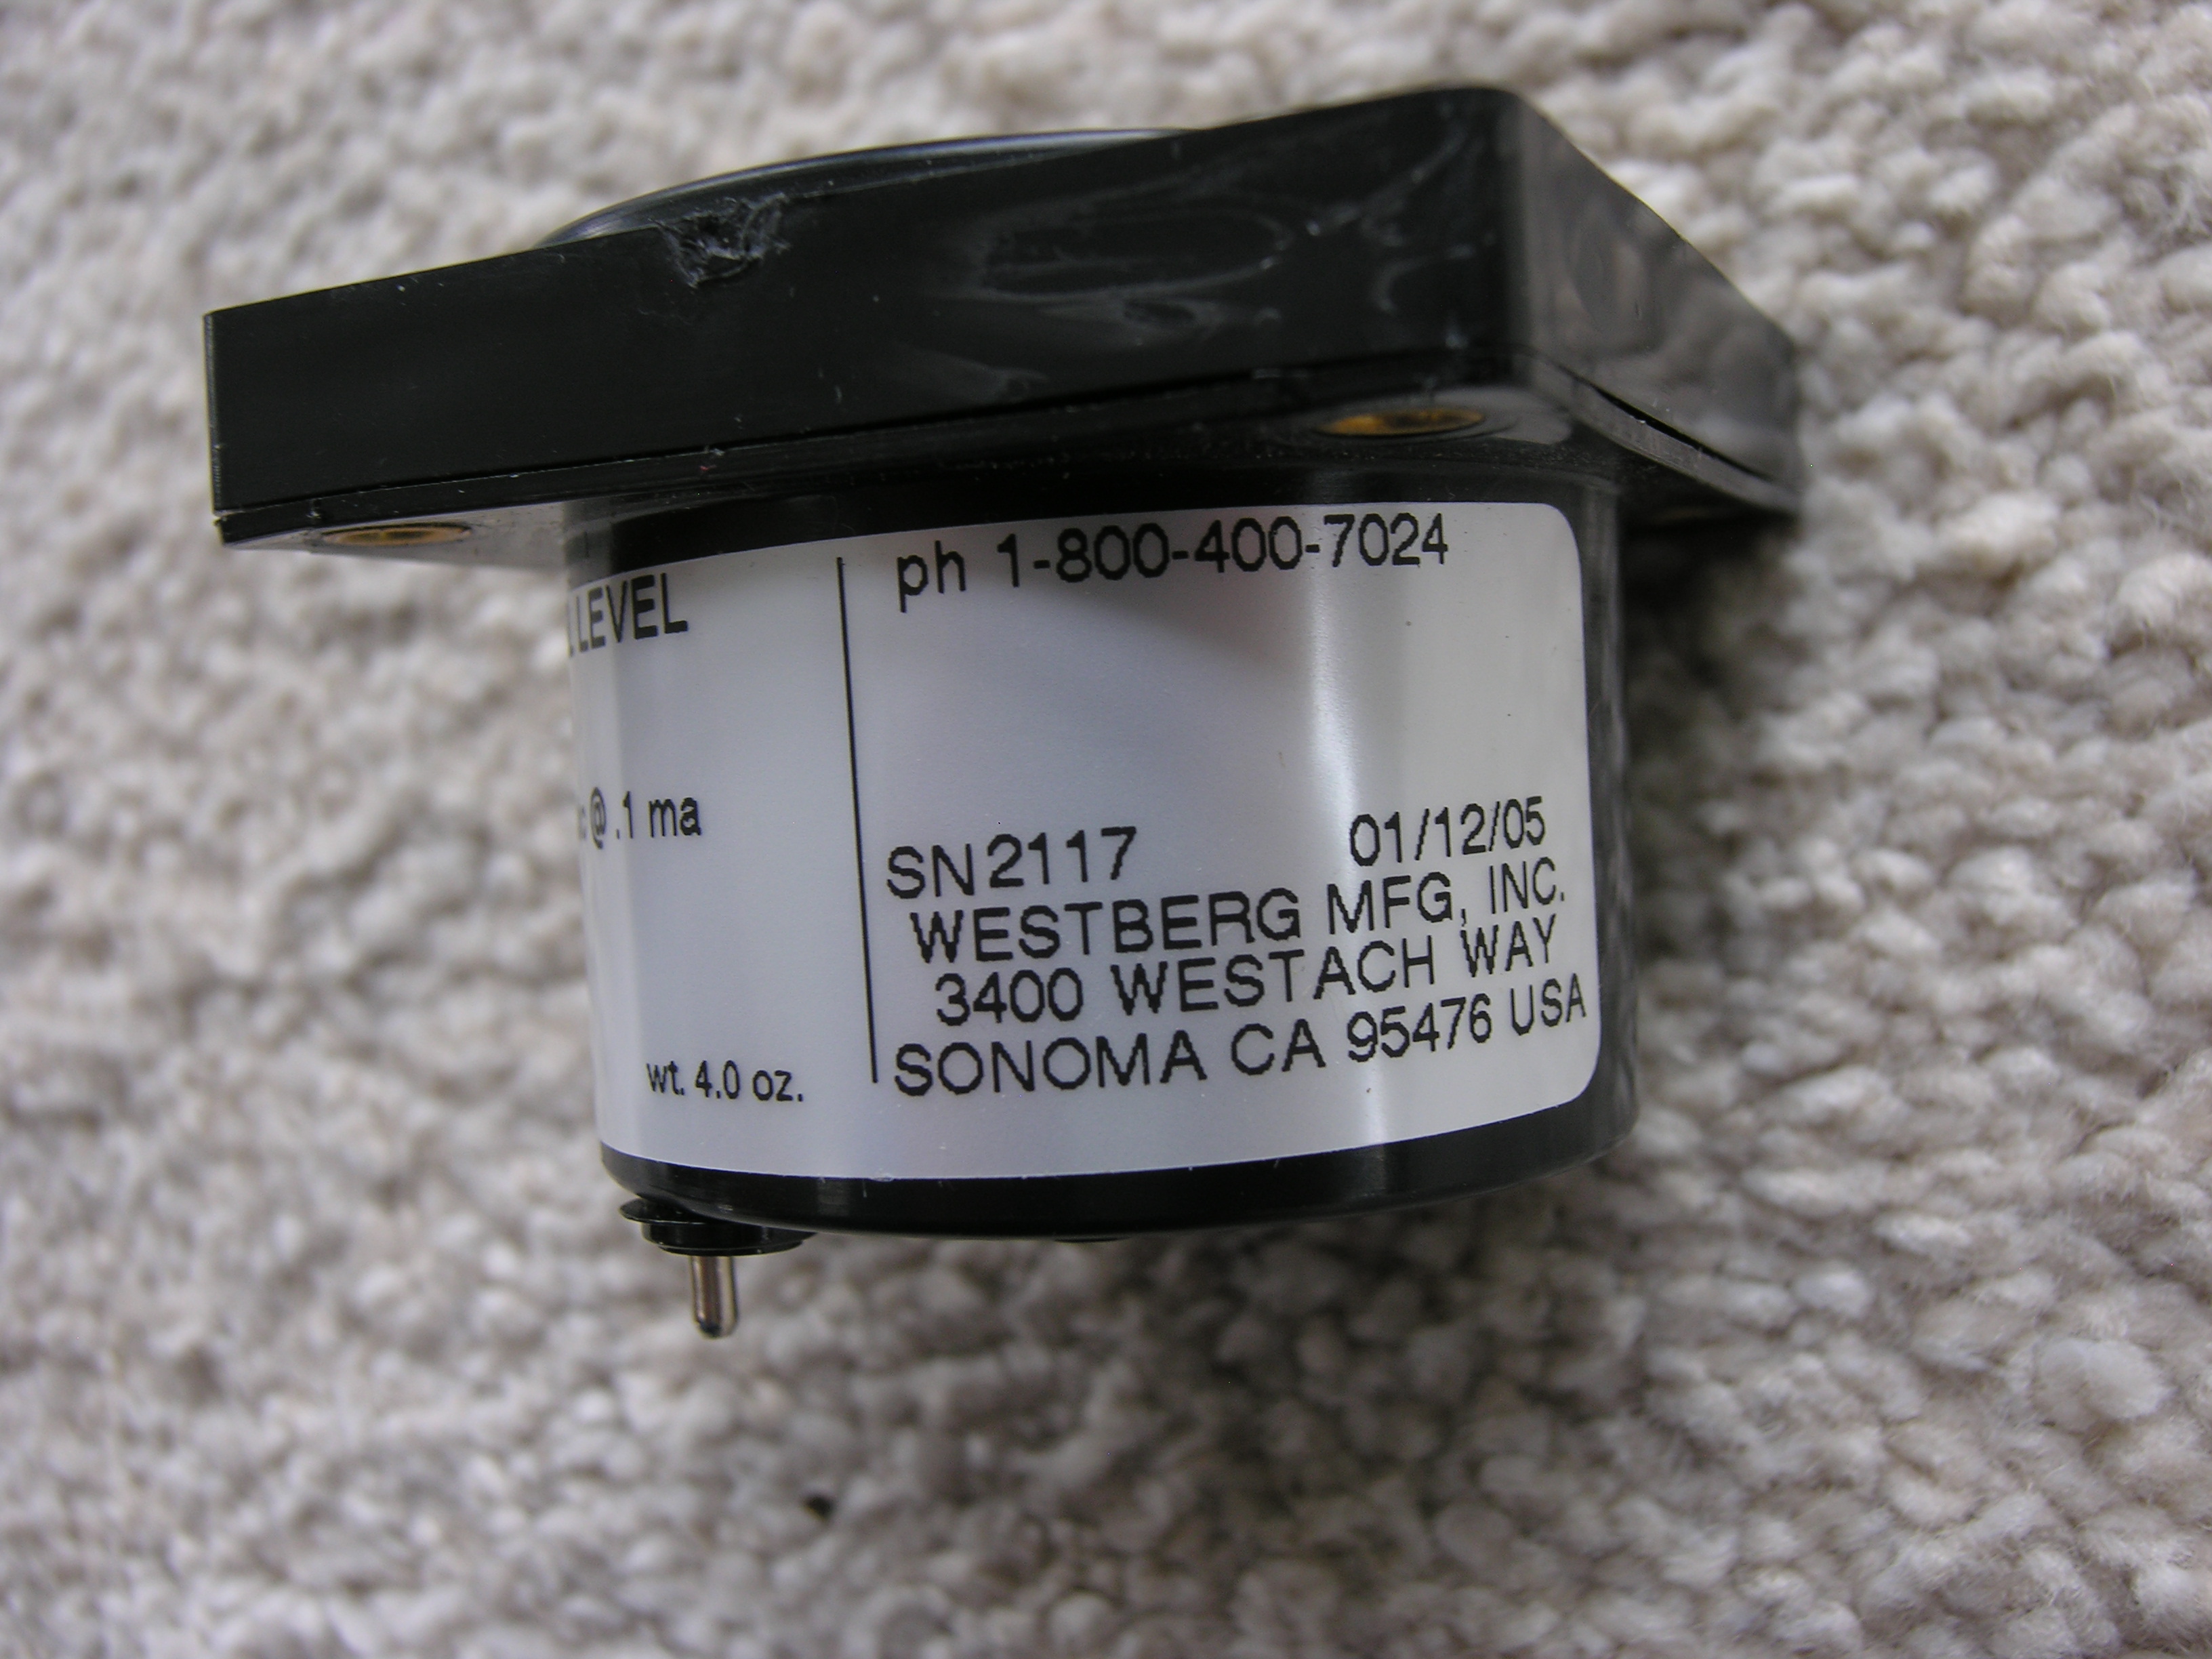 LEVEL
@ .1 ma
wt. 4.0 oz.
ph 1-800-400-7024
SN2117 01/12/05
WESTBERG MFG, INC.
3400 WESTACH WAY
SONOMA CA 95476 USA